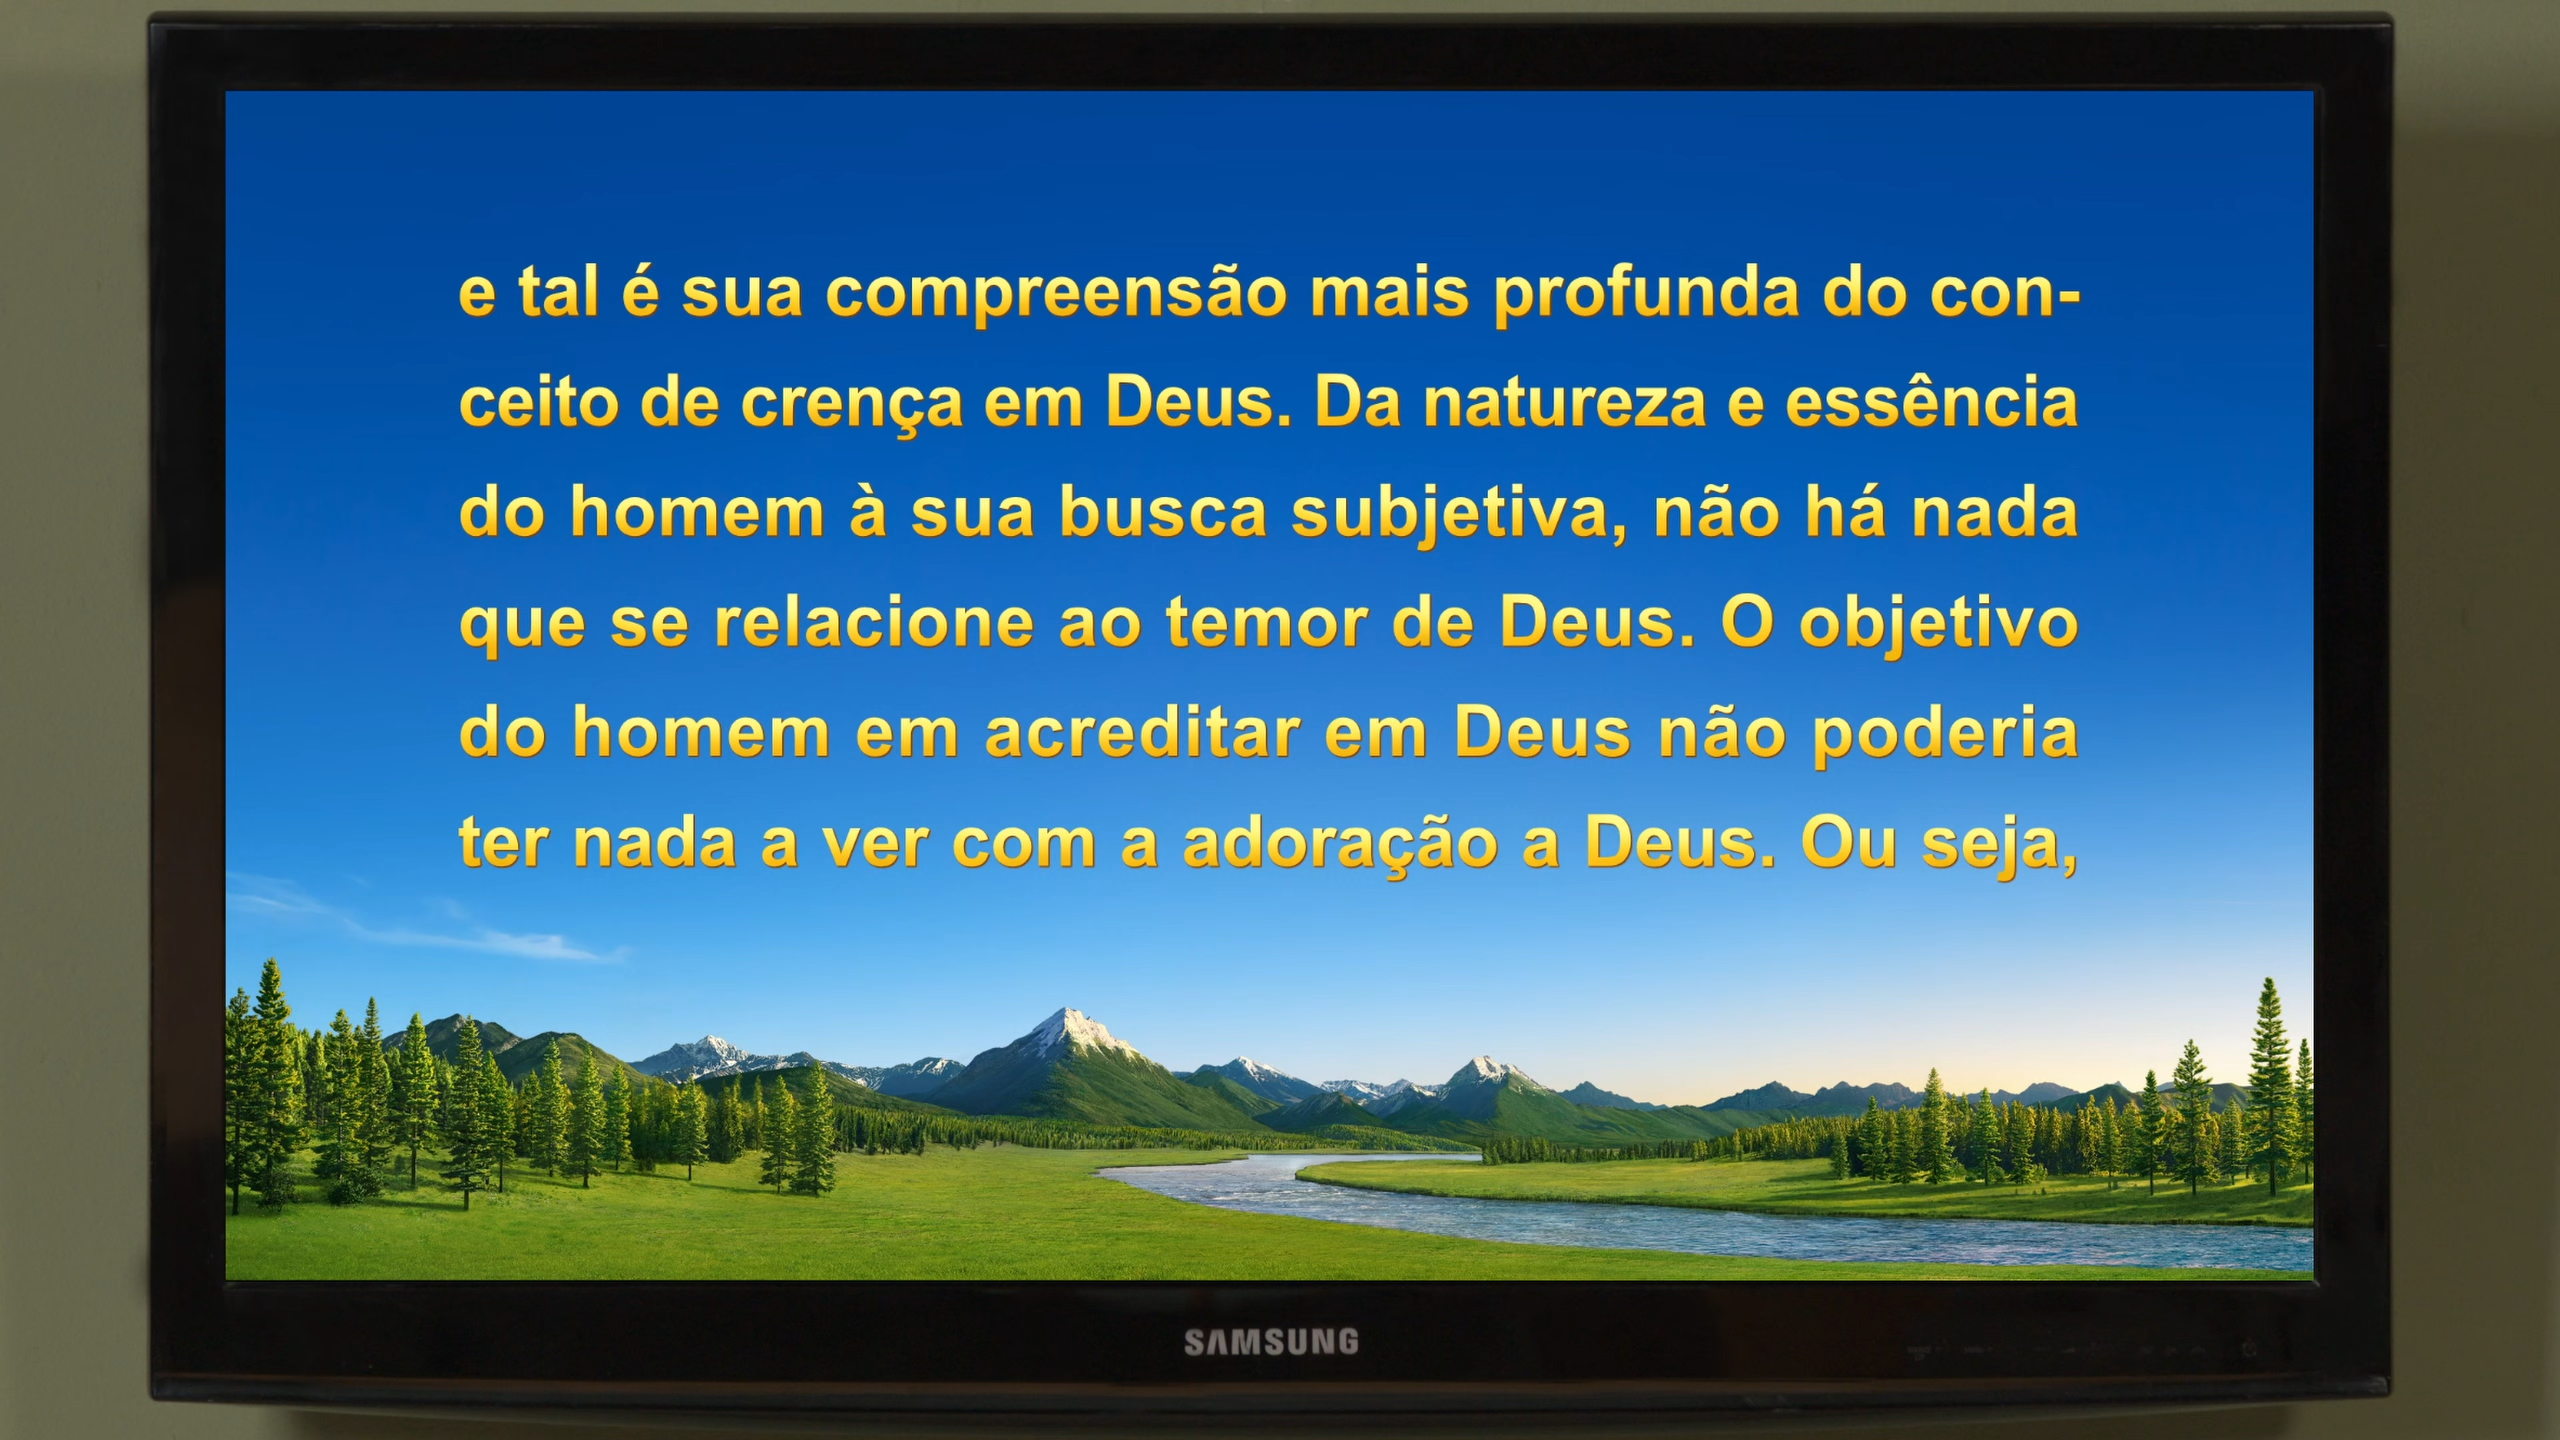 e tal é sua compreensão mais profunda do con-
ceito de crença em Deus. Da natureza e essência
do homem à sua busca subjetiva, não há nada
que se relacione ao temor de Deus. O objetivo
do homem em acreditar em Deus não poderia
ter nada a ver com a adoração a Deus. Ou seja,
SAMSUNG